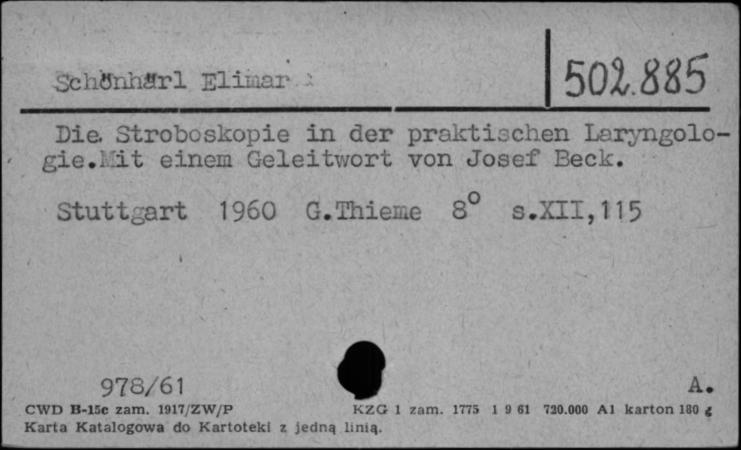 Schönhärl Elimar
502.885
Die Stroboskopie in der praktischen Laryngolo-
gie.Mit einem Geleitwort von Josef Beck.
Stuttgart 1960 G.Thieme 8° s.XII,115
978/61
A.
CWD B-15c zam. 1917/ZW/P
KZG 1 zam. 1775 1 9 61 720.000 A1 karton 180 g
Karta Katalogowa do Kartoteki z jedną linią.